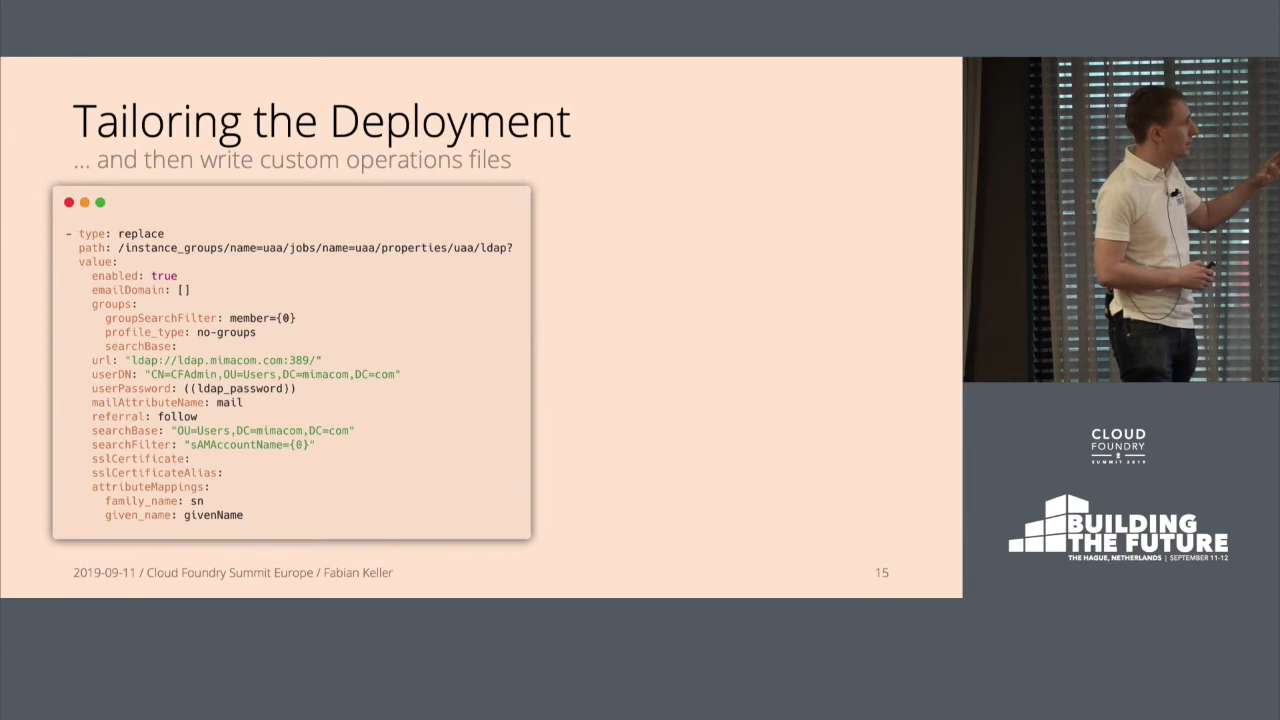 Tailoring the Deployment
... and then write custom operations files
- type: replace
path: /instance_groups/name=uaa/jobs/name=uaa/properties/uaa/ldap?
value:
enabled: true
emailDomain: []
groups:
groupSearchFilter: member={0}
profile_type: no-groups
searchBase:
url: "ldap://ldap.mimacom.com:389/"
userDN: "CN=CFAdmin,OU=Users,DC=mimacom,DC=com"
userPassword: ((ldap_password))
mailAttributeName: mail
referral: follow
searchBase: "OU=Users,DC=mimacom,DC=com"
searchFilter: "sAMAccountName={0}"
sslCertificate:
sslCertificateAlias:
attributeMappings:
family_name: sn
given_name: givenName
2019-09-11 / Cloud Foundry Summit Europe / Fabian Keller
15
CLOUD
FOUNDRY
SUMMIT 2019
BUILDING
THE FUTURE
THE HAGUE, NETHERLANDS | SEPTEMBER 11-12